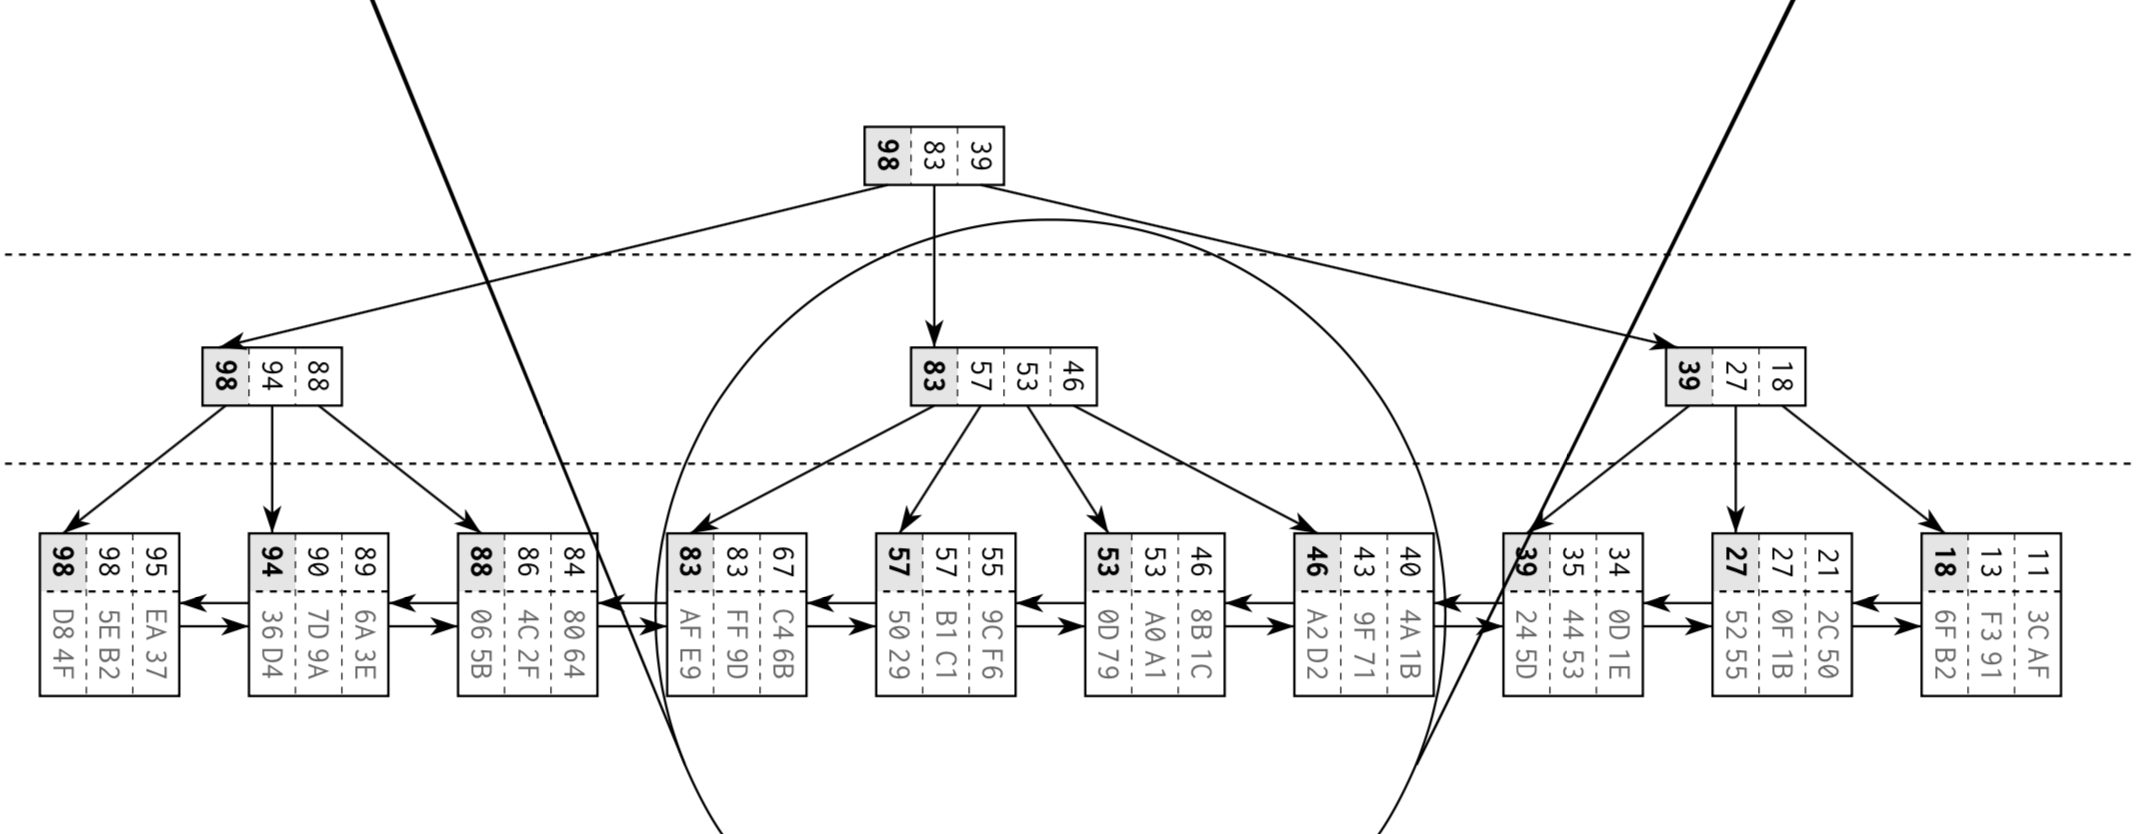 39
83
98
18
27
39
46
53
57
83
88
94
98
11 3C AF
13 F3 91
18 6F B2
21 2C 50
27 0F 1B
27 52 55
34 0D 1E
35 44 53
39 24 5D
40 4A 1B
43 9F 71
46 A2 D2
46 8B 1C
53 A0 A1
53 0D 79
55 9C F6
57 B1 C1
57 50 29
67 C4 6B
83 FF 9D
83 AF E9
84 80 64
86 4C 2F
88 06 5B
89 6A 3E
90 7D 9A
94 36 D4
95 EA 37
98 5E B2
98 D8 4F